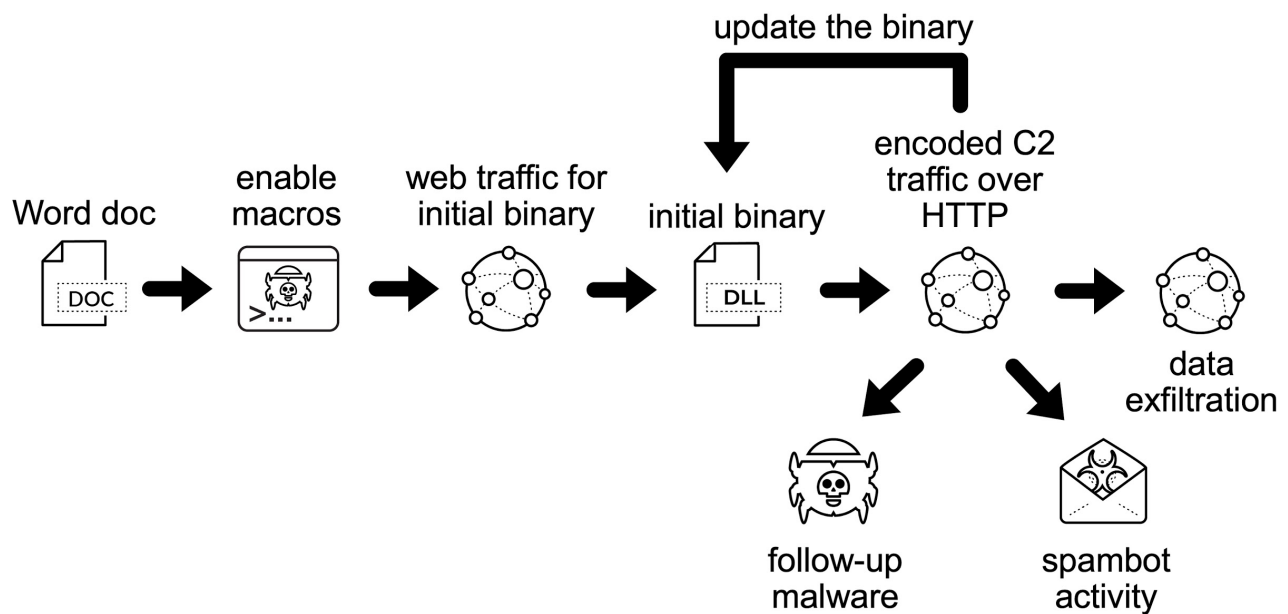 update the binary
Word doc
DOC
enable
macros
>...
web traffic for
initial binary
initial binary
DLL
encoded C2
traffic over
HTTP
data
exfiltration
follow-up
malware
spambot
activity